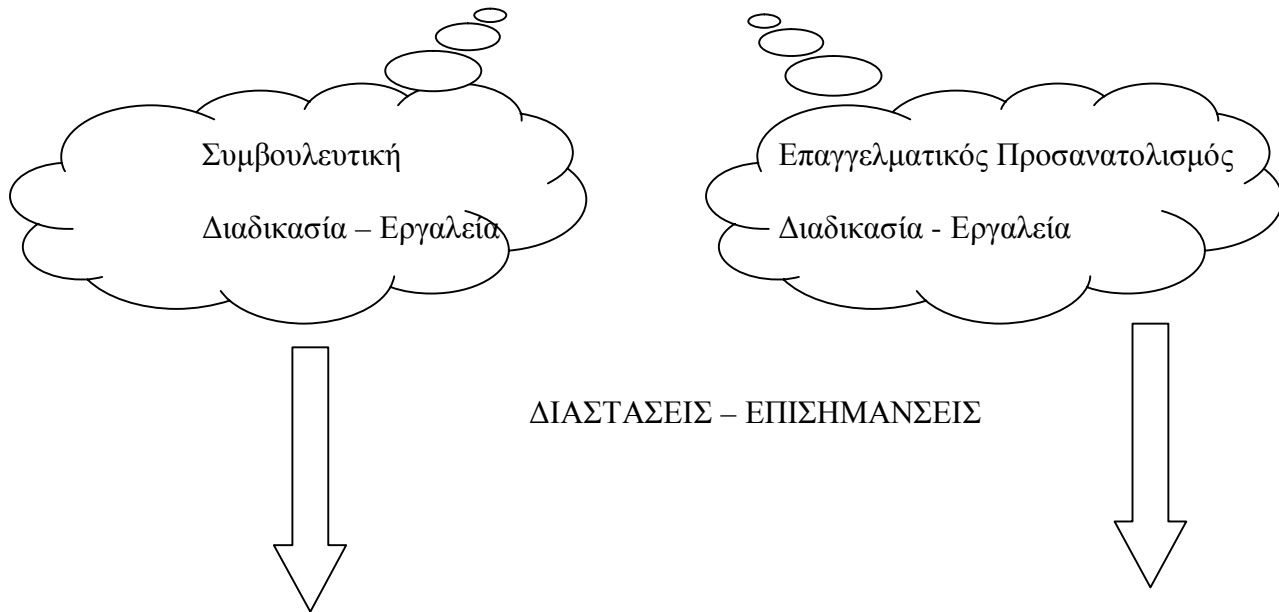 Συμβουλευτική
Διαδικασία – Εργαλεία
Επαγγελματικός Προσανατολισμός
Διαδικασία - Εργαλεία
ΔΙΑΣΤΑΣΕΙΣ – ΕΠΙΣΗΜΑΝΣΕΙΣ